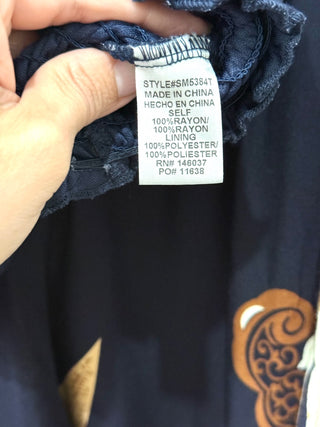 STYLE#SM5384T
MADE IN CHINA
HECHO EN CHINA
SELF
100%RAYON/
100%RAYON
LINING
100%POLYESTER/
100%POLIESTER
RN# 146037
PO# 11638